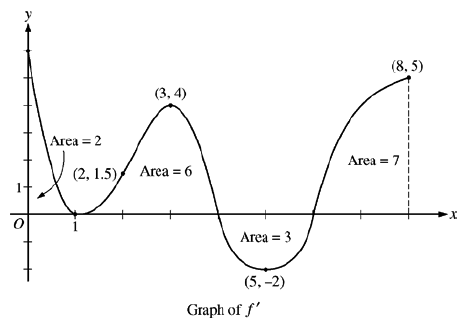 y
(8, 5)
(3, 4)
Area = 2
(2, 1.5)
Area = 6
Area = 7
1
O
1
x
Area = 3
(5, –2)
Graph of f′